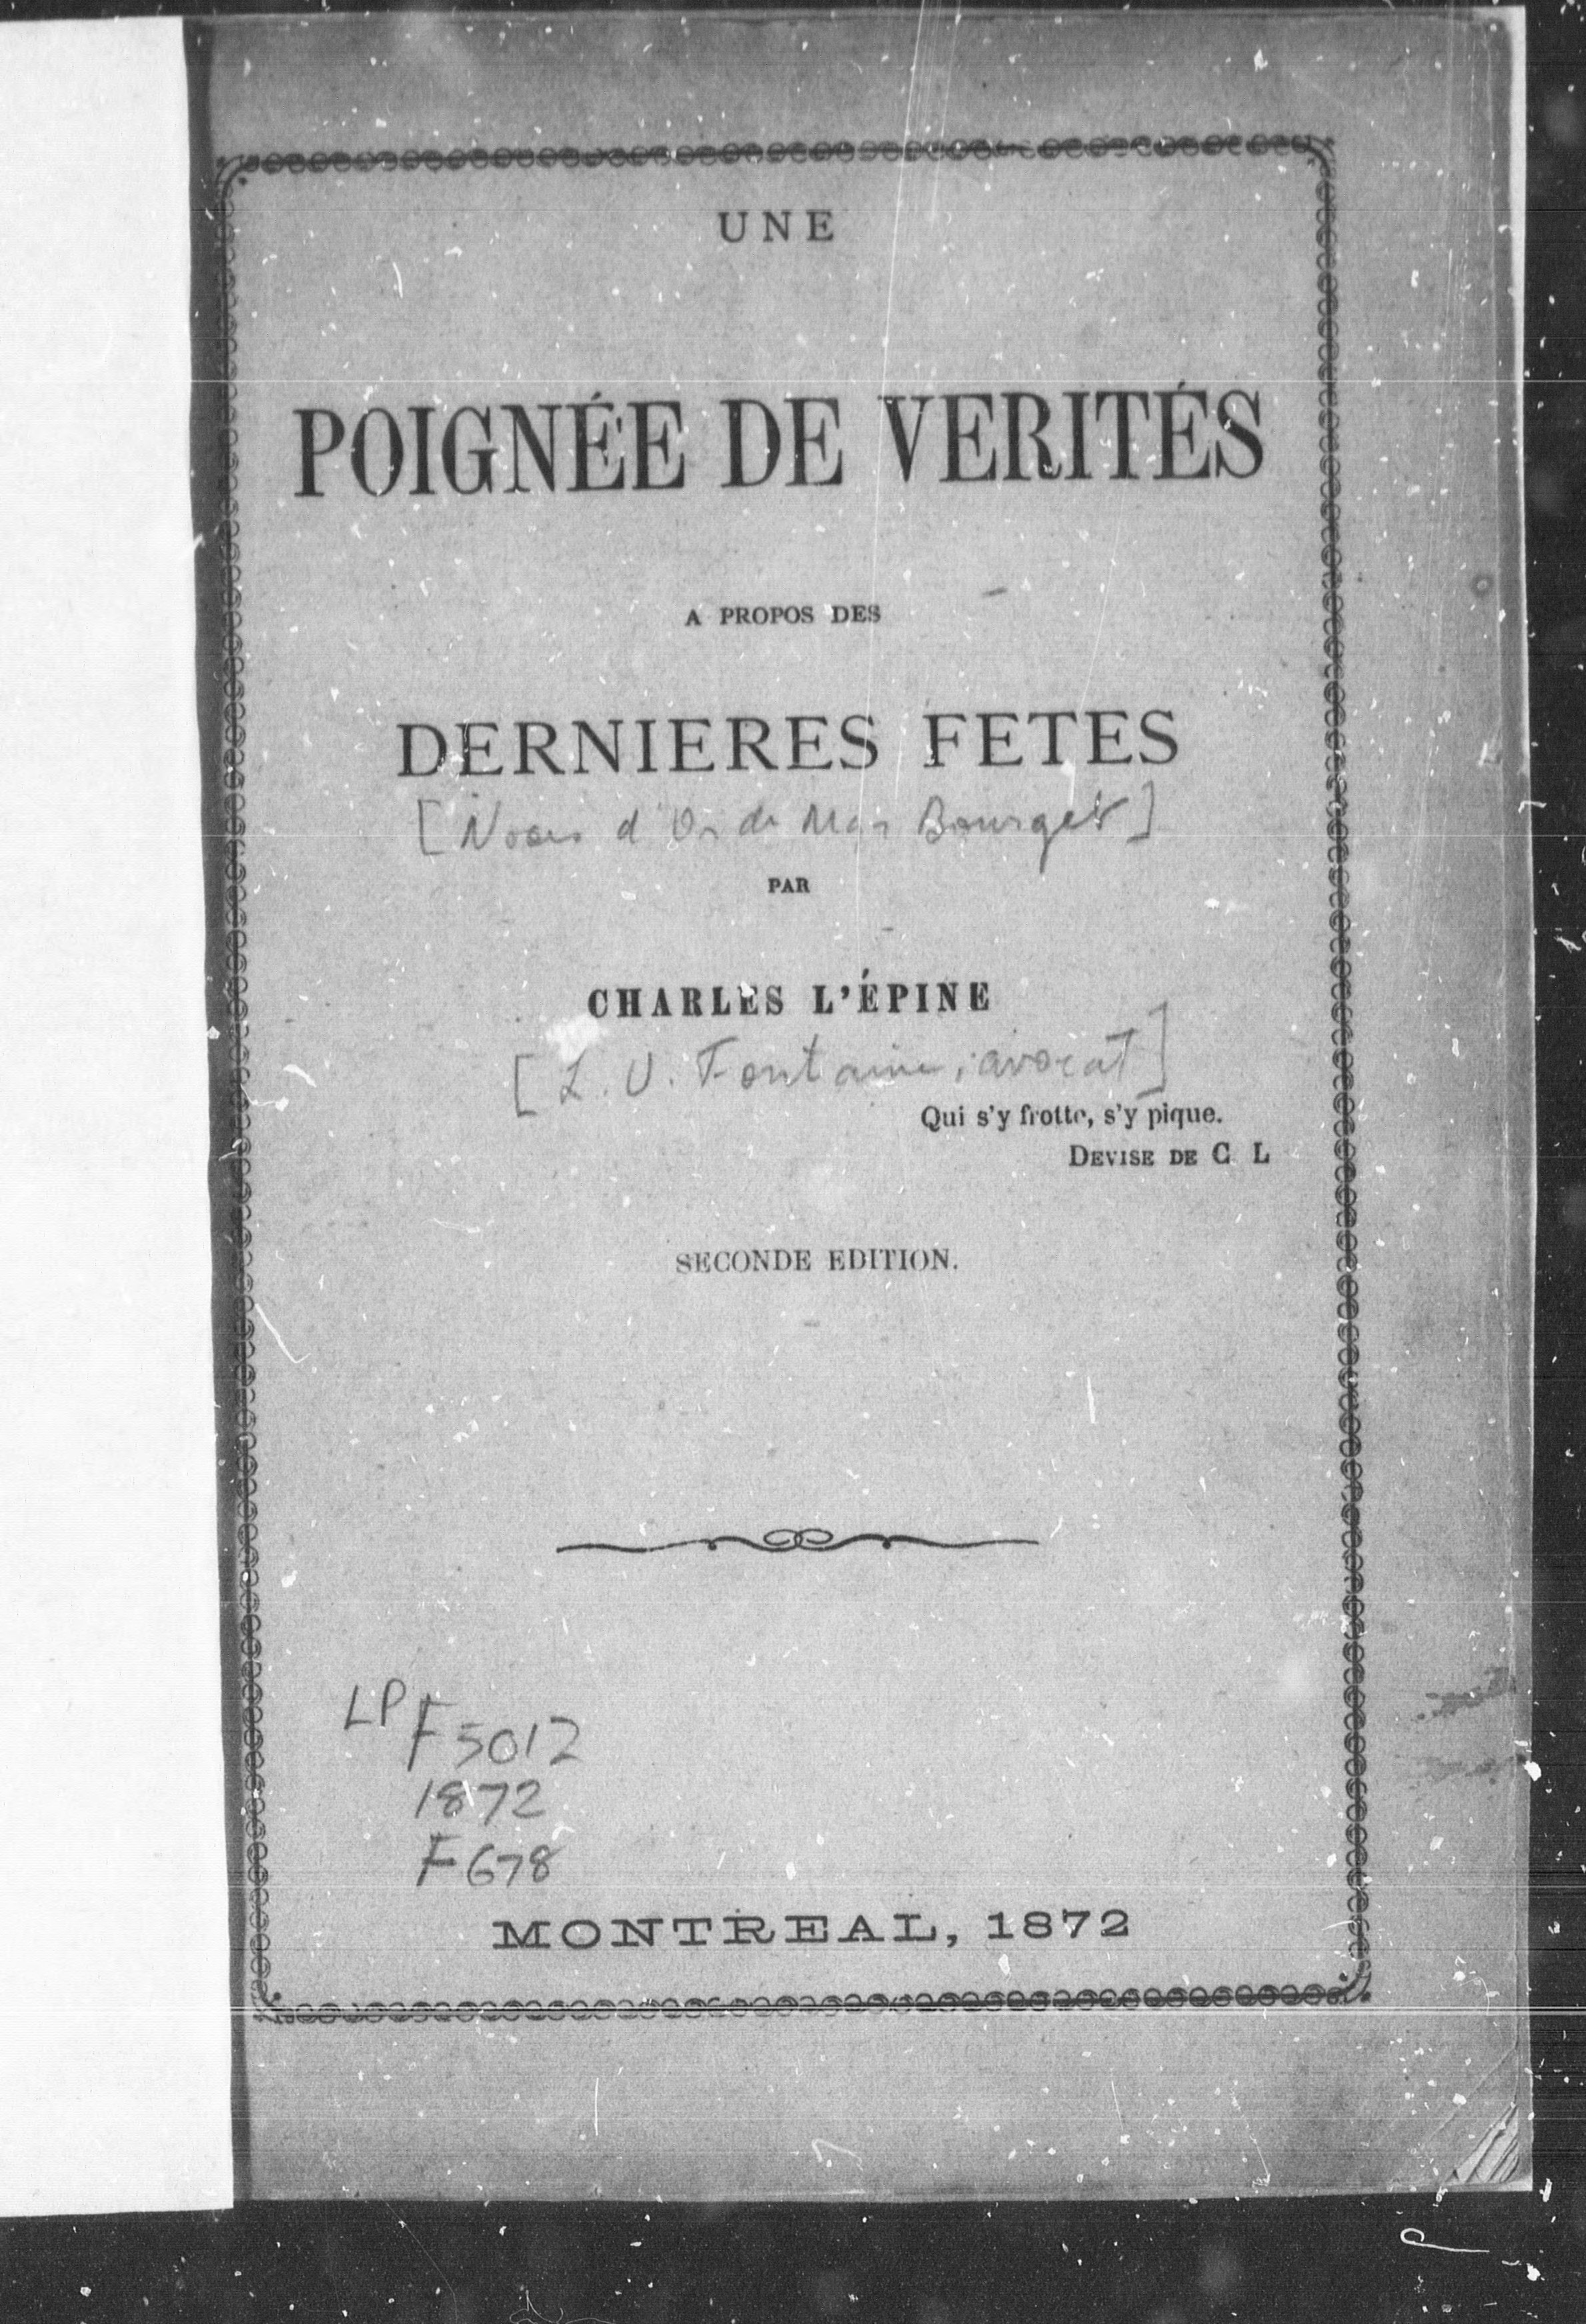 UNE
POIGNÉE DE VERITÉS
A PROPOS DES
DERNIERES FETES
[Noces d'Or de Mgr Bourget]
PAR
CHARLES L'ÉPINE
[L. U. Fontaine, avocat]
Qui s'y frotte, s'y pique.
DEVISE DE C L
SECONDE EDITION.
LP
F5012
1872
F678
MONTREAL, 1872